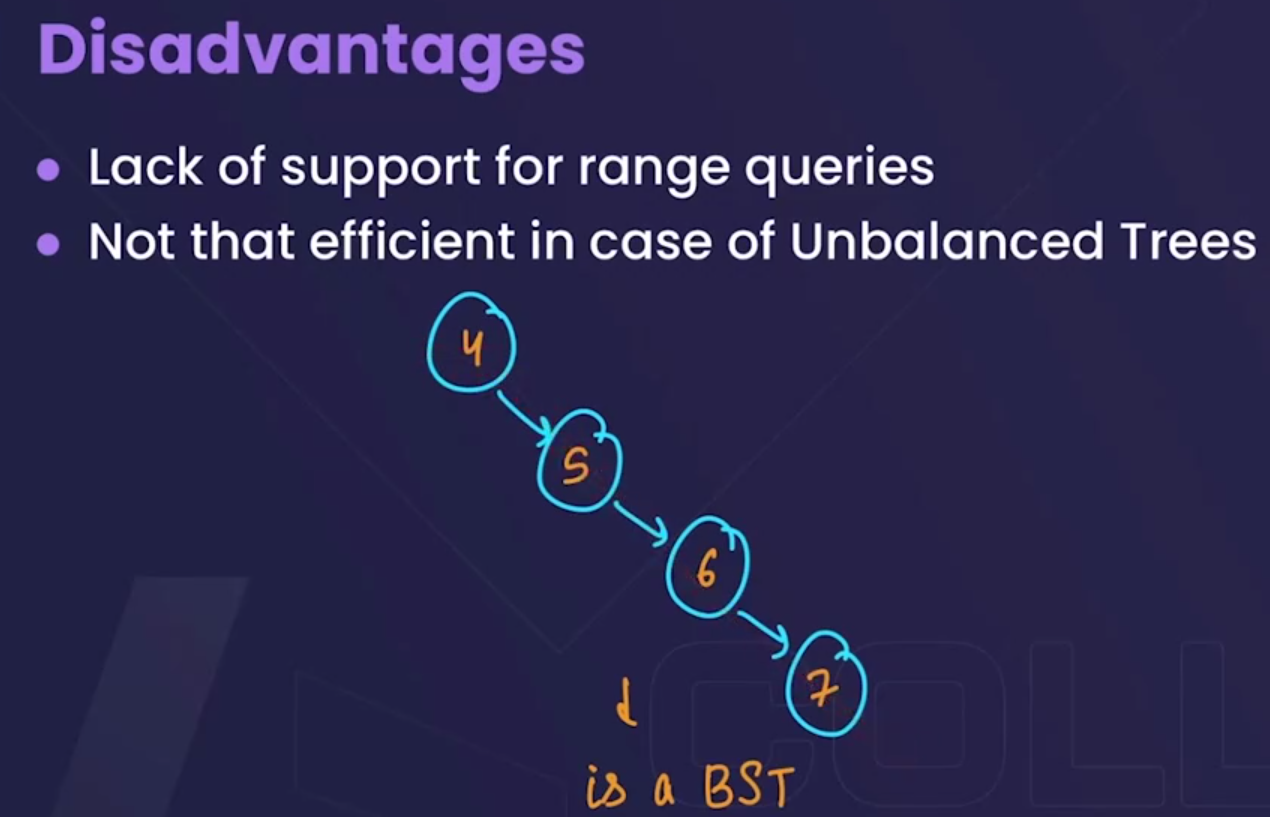 Disadvantages
Lack of support for range queries
Not that efficient in case of Unbalanced Trees
4
5
6
7
is a BST
COLL